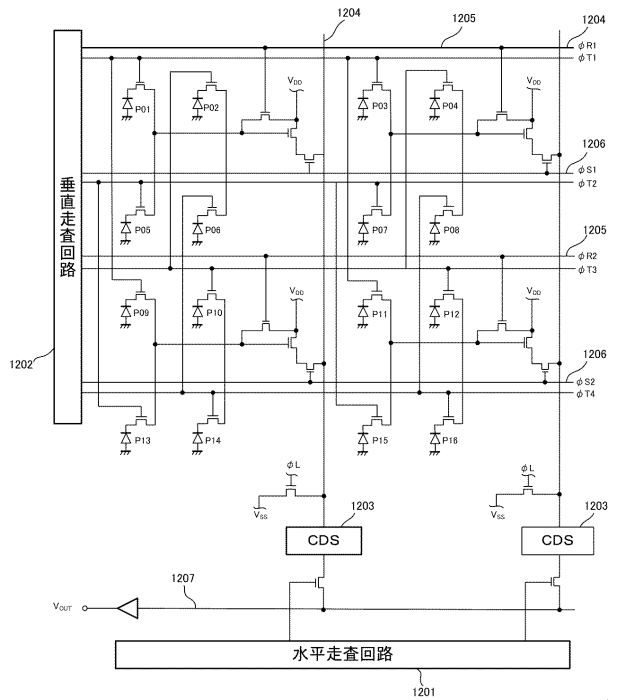 1204
1205
1204
φR1
φT1
VDD
VDD
P01
P02
P03
P04
1206
φS1
φT2
垂直走査回路
P05
P06
P07
P08
1205
φR2
φT3
VDD
VDD
P09
P10
P11
P12
1202
1206
φS2
φT4
P13
P14
P15
P16
φL
φL
VSS
VSS
1203
1203
CDS
CDS
1207
VOUT
水平走査回路
1201